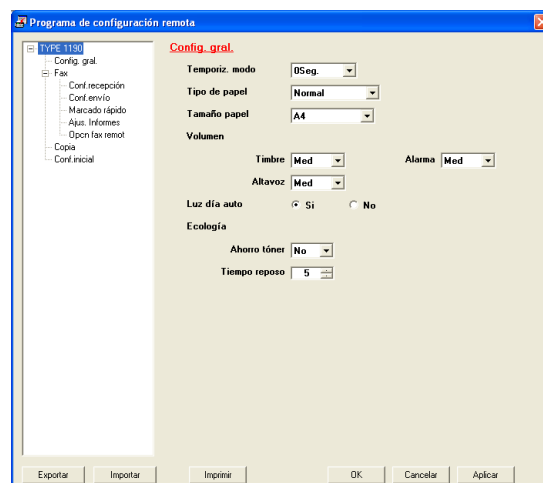 Programa de configuración remota
TYPE 1190
Config. gral.
Fax
Conf.recepción
Conf.envío
Marcado rápido
Ajus. Informes
Opcn fax remot
Copia
Conf.inicial
Config. gral.
Temporiz. modo 0Seg.
Tipo de papel Normal
Tamaño papel A4
Volumen
Timbre Med Alarma Med
Altavoz Med
Luz día auto Si No
Ecología
Ahorro tóner No
Tiempo reposo 5
Exportar Importar Imprimir OK Cancelar Aplicar